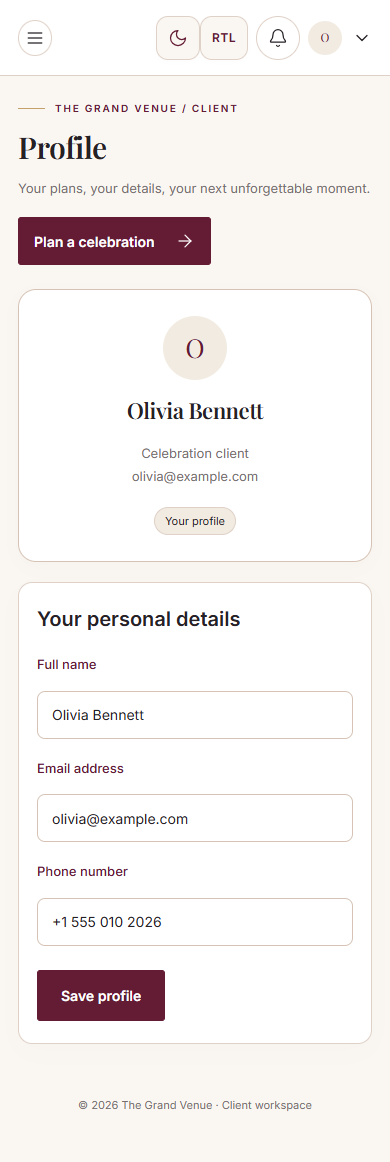 RTL
O
THE GRAND VENUE / CLIENT
Profile
Your plans, your details, your next unforgettable moment.
Plan a celebration
O
Olivia Bennett
Celebration client
olivia@example.com
Your profile
Your personal details
Full name
Olivia Bennett
Email address
olivia@example.com
Phone number
+1 555 010 2026
Save profile
© 2026 The Grand Venue · Client workspace